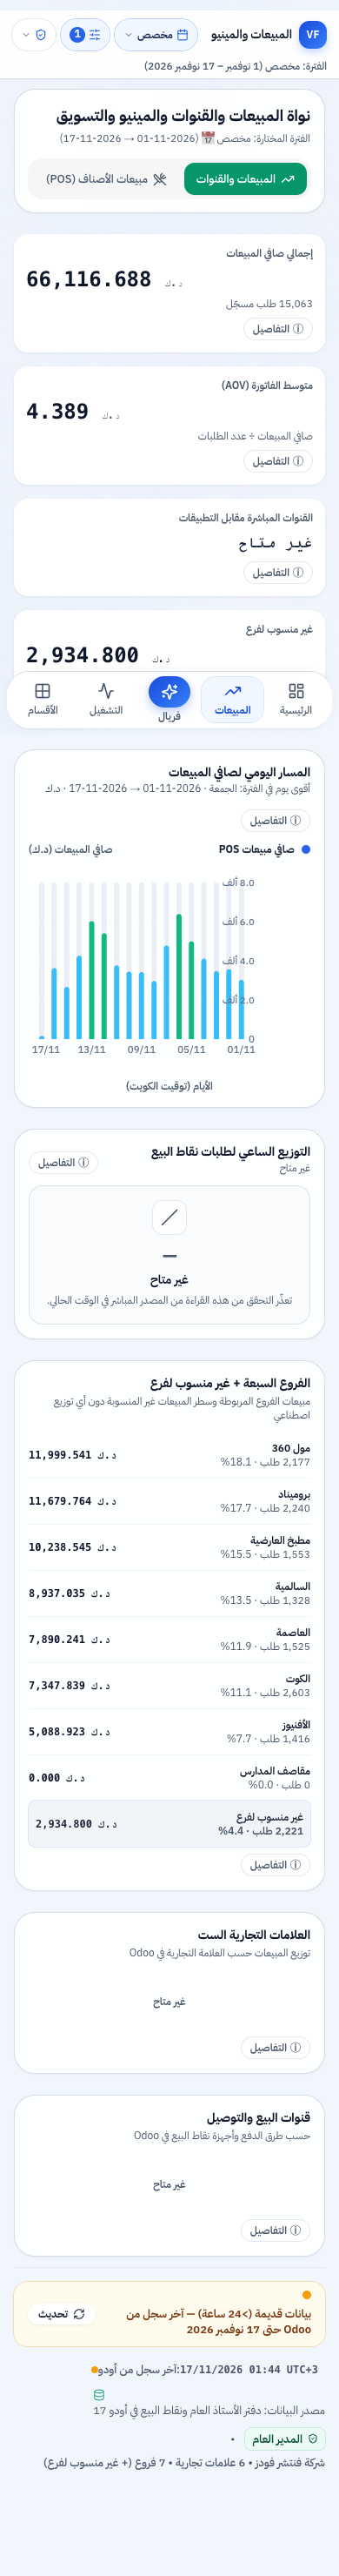 VF
المبيعات والمينيو
مخصص
1
الفترة: مخصص (1 نوفمبر – 17 نوفمبر 2026)
نواة المبيعات والقنوات والمينيو والتسويق
الفترة المختارة: مخصص 📅 (2026-11-01 → 2026-11-17)
المبيعات والقنوات
مبيعات الأصناف (POS)
إجمالي صافي المبيعات
66,116.688 د.ك
15,063 طلب مسجّل
التفاصيل
متوسط الفاتورة (AOV)
4.389 د.ك
صافي المبيعات ÷ عدد الطلبات
التفاصيل
القنوات المباشرة مقابل التطبيقات
غير متاح
التفاصيل
غير منسوب لفرع
2,934.800 د.ك
الرئيسية
المبيعات
فريال
التشغيل
الأقسام
المسار اليومي لصافي المبيعات
أقوى يوم في الفترة: الجمعة · 2026-11-01 → 2026-11-17 · د.ك
التفاصيل
صافي مبيعات POS
صافي المبيعات (د.ك)
8.0 ألف
6.0 ألف
4.0 ألف
2.0 ألف
0
01/11
05/11
09/11
13/11
17/11
الأيام (توقيت الكويت)
التوزيع الساعي لطلبات نقاط البيع
غير متاح
التفاصيل
—
غير متاح
تعذّر التحقق من هذه القراءة من المصدر المباشر في الوقت الحالي.
الفروع السبعة + غير منسوب لفرع
مبيعات الفروع المربوطة وسطر المبيعات غير المنسوبة دون أي توزيع
اصطناعي
مول 360
2,177 طلب · 18.1%
11,999.541 د.ك
بروميناد
2,240 طلب · 17.7%
11,679.764 د.ك
مطبخ العارضية
1,553 طلب · 15.5%
10,238.545 د.ك
السالمية
1,328 طلب · 13.5%
8,937.035 د.ك
العاصمة
1,525 طلب · 11.9%
7,890.241 د.ك
الكوت
2,603 طلب · 11.1%
7,347.839 د.ك
الأفنيوز
1,416 طلب · 7.7%
5,088.923 د.ك
مقاصف المدارس
0 طلب · 0.0%
0.000 د.ك
غير منسوب لفرع
2,221 طلب · 4.4%
2,934.800 د.ك
التفاصيل
العلامات التجارية الست
توزيع المبيعات حسب العلامة التجارية في Odoo
غير متاح
التفاصيل
قنوات البيع والتوصيل
حسب طرق الدفع وأجهزة نقاط البيع في Odoo
غير متاح
التفاصيل
بيانات قديمة (>24 ساعة) — آخر سجل من
Odoo حتى 17 نوفمبر 2026
تحديث
آخر سجل من أودو: 17/11/2026 01:44 UTC+3
مصدر البيانات: دفتر الأستاذ العام ونقاط البيع في أودو 17
المدير العام
•
شركة فنتشر فودز • 6 علامات تجارية • 7 فروع (+ غير منسوب لفرع)